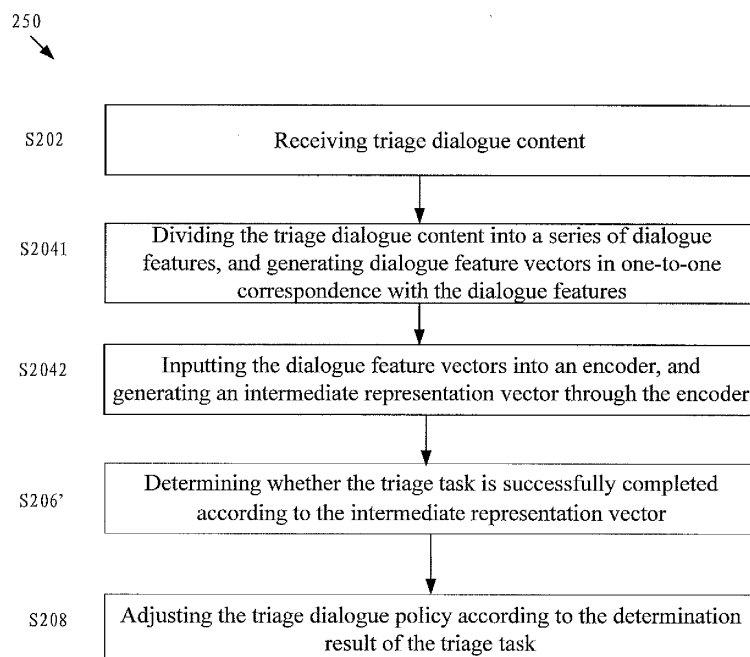 250
S202
Receiving triage dialogue content
S2041
Dividing the triage dialogue content into a series of dialogue
features, and generating dialogue feature vectors in one-to-one
correspondence with the dialogue features
S2042
Inputting the dialogue feature vectors into an encoder, and
generating an intermediate representation vector through the encoder
S206'
Determining whether the triage task is successfully completed
according to the intermediate representation vector
S208
Adjusting the triage dialogue policy according to the determination
result of the triage task